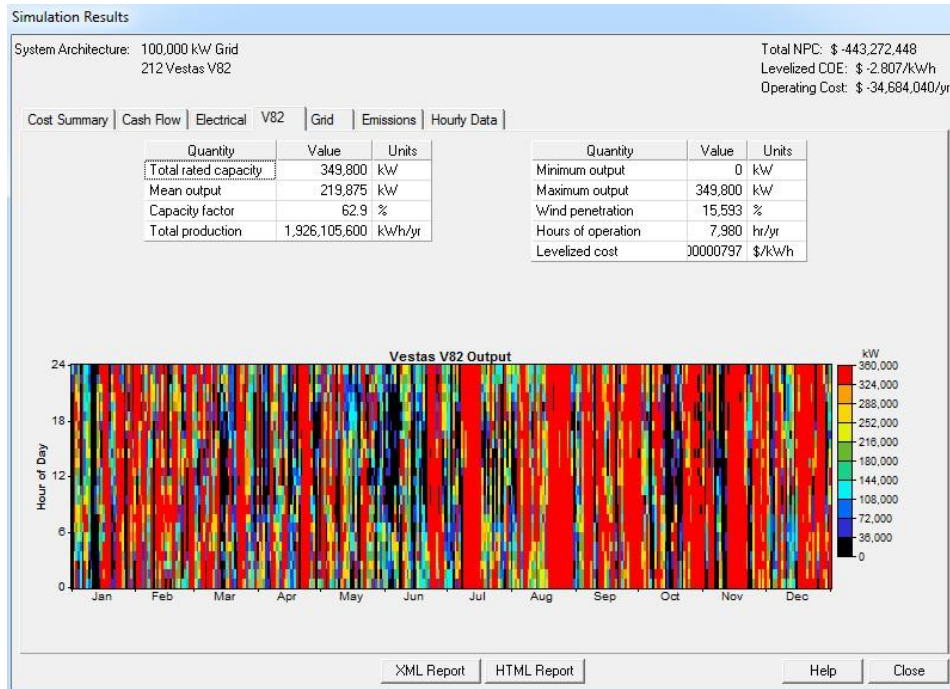 Simulation Results
System Architecture: 100,000 kW Grid
212 Vestas V82
Total NPC: $ -443,272,448
Levelized COE: $ -2.807/kWh
Operating Cost: $ -34,684,040/yr
Cost Summary Cash Flow Electrical V82 Grid Emissions Hourly Data
Quantity Value Units
Total rated capacity 349,800 kW
Mean output 219,875 kW
Capacity factor 62.9 %
Total production 1,926,105,600 kWh/yr
Quantity Value Units
Minimum output 0 kW
Maximum output 349,800 kW
Wind penetration 15,593 %
Hours of operation 7,980 hr/yr
Levelized cost 00000797 $/kWh
Vestas V82 Output
Hour of Day
24
18
12
6
0
Jan Feb Mar Apr May Jun Jul Aug Sep Oct Nov Dec
kW
360,000
324,000
288,000
252,000
216,000
180,000
144,000
108,000
72,000
36,000
0
XML Report HTML Report Help Close